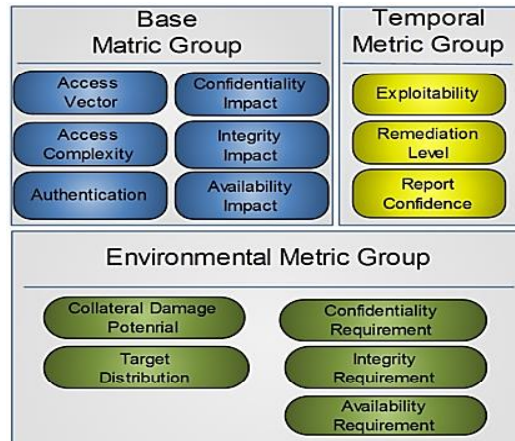 Base
Matric Group
Access
Vector
Confidentiality
Impact
Access
Complexity
Integrity
Impact
Authentication
Availability
Impact
Temporal
Metric Group
Exploitability
Remediation
Level
Report
Confidence
Environmental Metric Group
Collateral Damage
Potenrial
Confidentiality
Requirement
Target
Distribution
Integrity
Requirement
Availability
Requirement